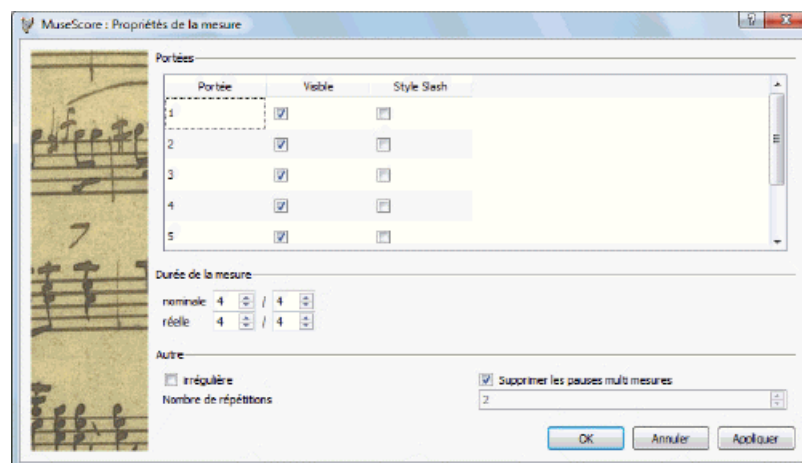 MuseScore : Propriétés de la mesure
Portées
Portée Visible Style Slash
1
2
3
4
5
Durée de la mesure
nominale 4 / 4
réelle 4 / 4
Autre
Irrégulière Supprimer les pauses multi mesures
Nombre de répétitions 2
OK Annuler Appliquer